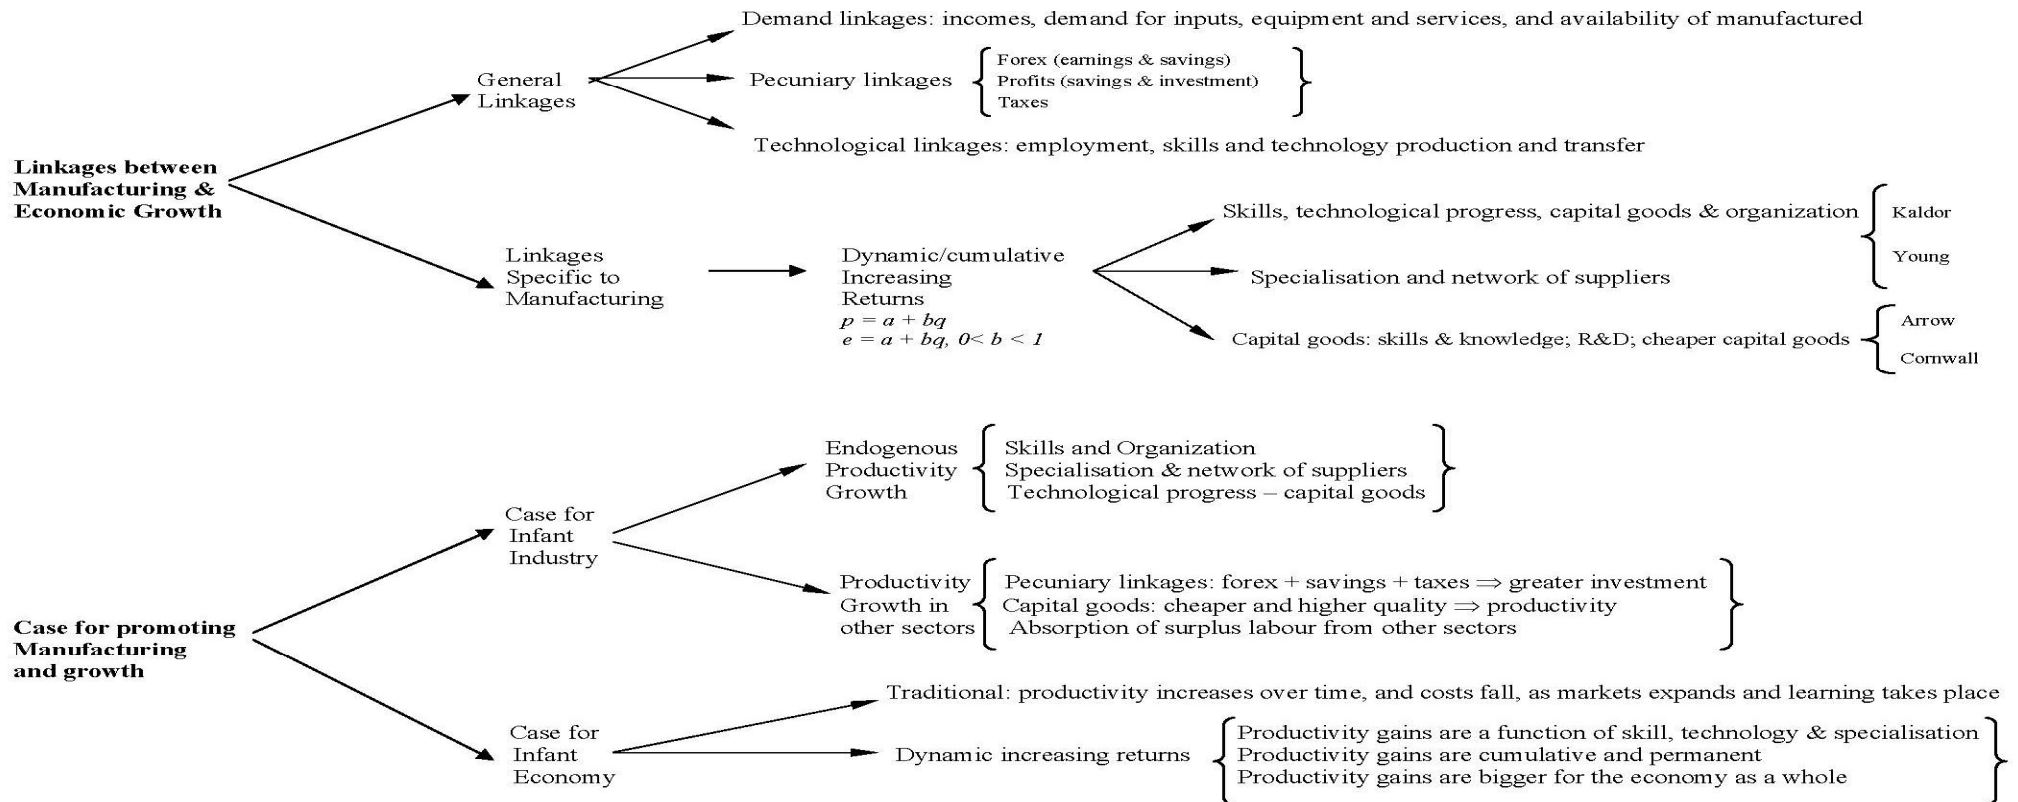 Demand linkages: incomes, demand for inputs, equipment and services, and availability of manufactured
General
Linkages
Pecuniary linkages
Forex (earnings & savings)
Profits (savings & investment)
Taxes
Technological linkages: employment, skills and technology production and transfer
Linkages between
Manufacturing &
Economic Growth
Linkages
Specific to
Manufacturing
Dynamic/cumulative
Increasing
Returns
p = a + bq
e = a + bq, 0< b < 1
Skills, technological progress, capital goods & organization
Specialisation and network of suppliers
Kaldor
Young
Capital goods: skills & knowledge; R&D; cheaper capital goods
Arrow
Cornwall
Case for promoting
Manufacturing
and growth
Case for
Infant
Industry
Endogenous
Productivity
Growth
Skills and Organization
Specialisation & network of suppliers
Technological progress – capital goods
Productivity
Growth in
other sectors
Pecuniary linkages: forex + savings + taxes ⇒ greater investment
Capital goods: cheaper and higher quality ⇒ productivity
Absorption of surplus labour from other sectors
Case for
Infant
Economy
Traditional: productivity increases over time, and costs fall, as markets expands and learning takes place
Dynamic increasing returns
Productivity gains are a function of skill, technology & specialisation
Productivity gains are cumulative and permanent
Productivity gains are bigger for the economy as a whole